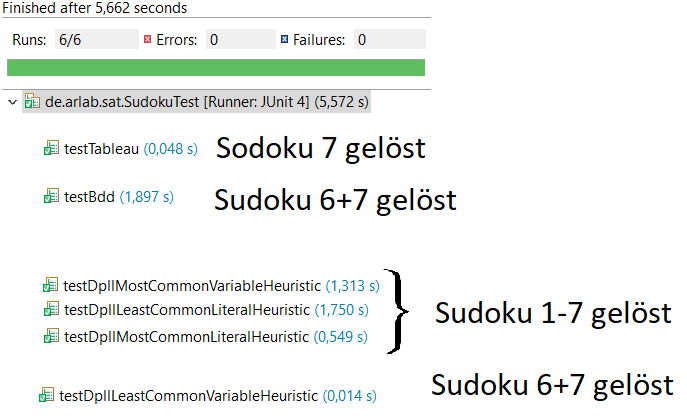 Finished after 5,662 seconds
Runs: 6/6 Errors: 0 Failures: 0
de.arlab.sat.SudokuTest [Runner: JUnit 4] (5,572 s)
testTableau (0,048 s) Sodoku 7 gelöst
testBdd (1,897 s) Sudoku 6+7 gelöst
testDpllMostCommonVariableHeuristic (1,313 s)
testDpllLeastCommonLiteralHeuristic (1,750 s) Sudoku 1-7 gelöst
testDpllMostCommonLiteralHeuristic (0,549 s)
testDpllLeastCommonVariableHeuristic (0,014 s) Sudoku 6+7 gelöst